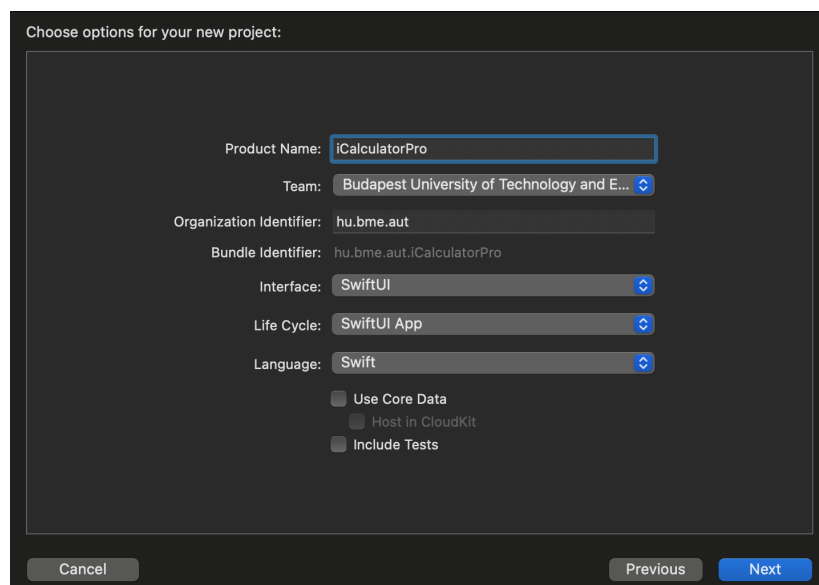 Choose options for your new project:
Product Name: iCalculatorPro
Team: Budapest University of Technology and E...
Organization Identifier: hu.bme.aut
Bundle Identifier: hu.bme.aut.iCalculatorPro
Interface: SwiftUI
Life Cycle: SwiftUI App
Language: Swift
Use Core Data
Host in CloudKit
Include Tests
Cancel Previous Next